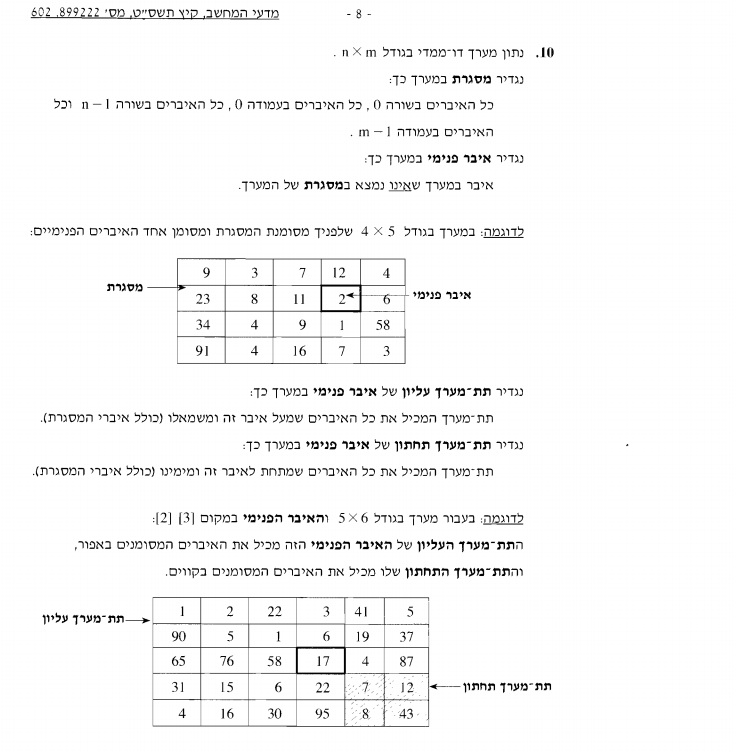 מדעי המחשב, קיץ תשס״ט, מס׳ 899222, 602
- 8 -
10. נתון מערך דו־ממדי בגודל n × m .
נגדיר מסגרת במערך כך:
כל האיברים בשורה 0 , כל האיברים בעמודה 0 , כל האיברים בשורה n − 1 וכל
האיברים בעמודה m − 1 .
נגדיר איבר פנימי במערך כך:
איבר במערך שאינו נמצא במסגרת של המערך.
לדוגמה: במערך בגודל 4 × 5 שלפניך מסומנת המסגרת ומסומן אחד האיברים הפנימיים:
9 3 7 12 4
מסגרת
23 8 11 2 6
איבר פנימי
34 4 9 1 58
91 4 16 7 3
נגדיר תת־מערך עליון של איבר פנימי במערך כך:
תת־מערך המכיל את כל האיברים שמעל איבר זה ומשמאלו (כולל איברי המסגרת).
נגדיר תת־מערך תחתון של איבר פנימי במערך כך:
תת־מערך המכיל את כל האיברים שמתחת לאיבר זה ומימינו (כולל איברי המסגרת).
לדוגמה: בעבור מערך בגודל 5×6 והאיבר הפנימי במקום [3] [2]:
התת־מערך העליון של האיבר הפנימי הזה מכיל את האיברים המסומנים באפור,
והתת־מערך התחתון שלו מכיל את האיברים המסומנים בקווים.
תת־מערך עליון
1 2 22 3 41 5
90 5 1 6 19 37
65 76 58 17 4 87
31 15 6 22 7 12
תת־מערך תחתון
4 16 30 95 8 43